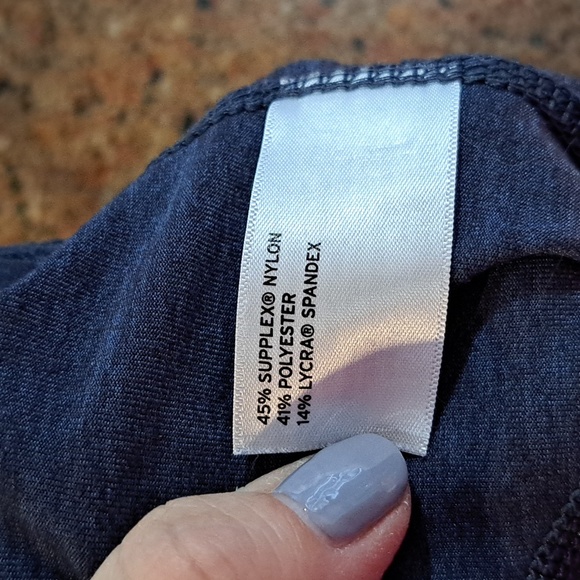 45% SUPPLEX® NYLON
41% POLYESTER
14% LYCRA® SPANDEX